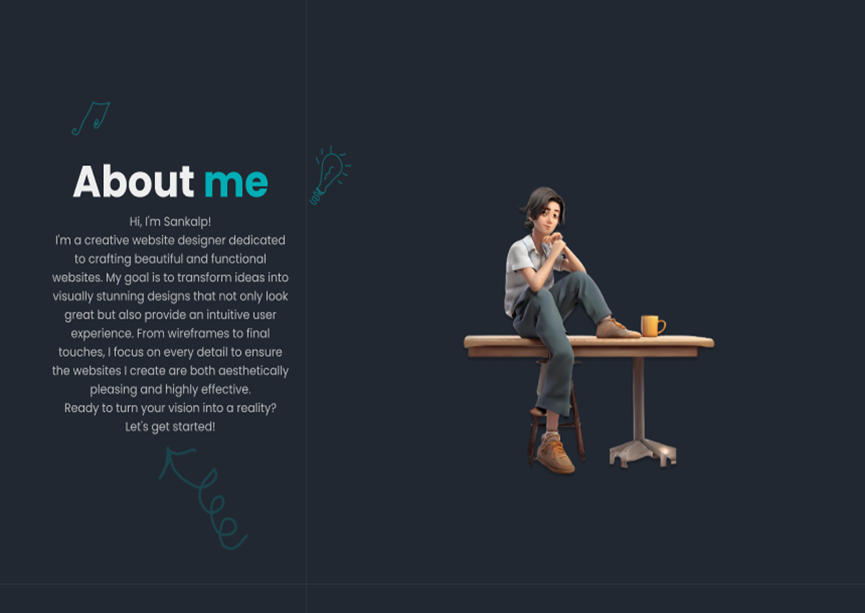 About me
Hi, I'm Sankalp!
I'm a creative website designer dedicated
to crafting beautiful and functional
websites. My goal is to transform ideas into
visually stunning designs that not only look
great but also provide an intuitive user
experience. From wireframes to final
touches, I focus on every detail to ensure
the websites I create are both aesthetically
pleasing and highly effective.
Ready to turn your vision into a reality?
Let's get started!